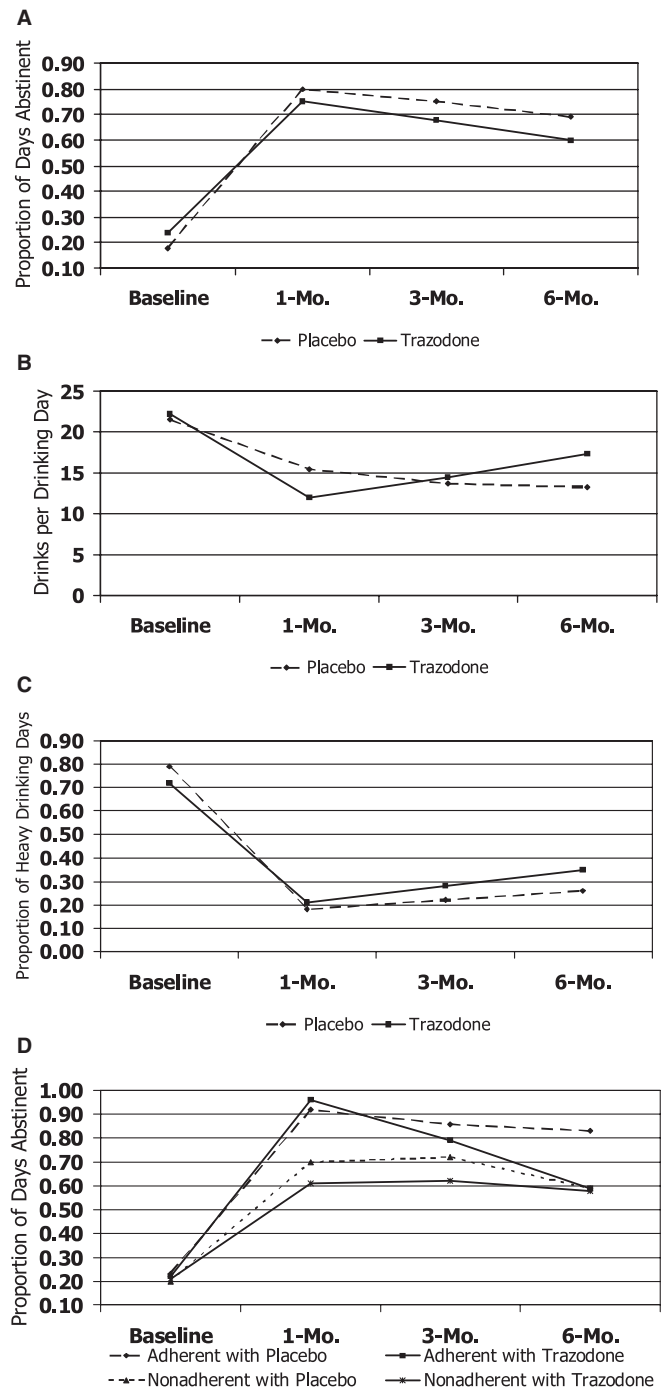 A
Proportion of Days Abstinent
0.90
0.80
0.70
0.60
0.50
0.40
0.30
0.20
0.10
Baseline 1-Mo. 3-Mo. 6-Mo.
Placebo Trazodone
B
Drinks per Drinking Day
25
20
15
10
5
0
Baseline 1-Mo. 3-Mo. 6-Mo.
Placebo Trazodone
C
Proportion of Heavy Drinking Days
0.90
0.80
0.70
0.60
0.50
0.40
0.30
0.20
0.10
0.00
Baseline 1-Mo. 3-Mo. 6-Mo.
Placebo Trazodone
D
Proportion of Days Abstinent
1.00
0.90
0.80
0.70
0.60
0.50
0.40
0.30
0.20
0.10
Baseline 1-Mo. 3-Mo. 6-Mo.
Adherent with Placebo Adherent with Trazodone
Nonadherent with Placebo Nonadherent with Trazodone